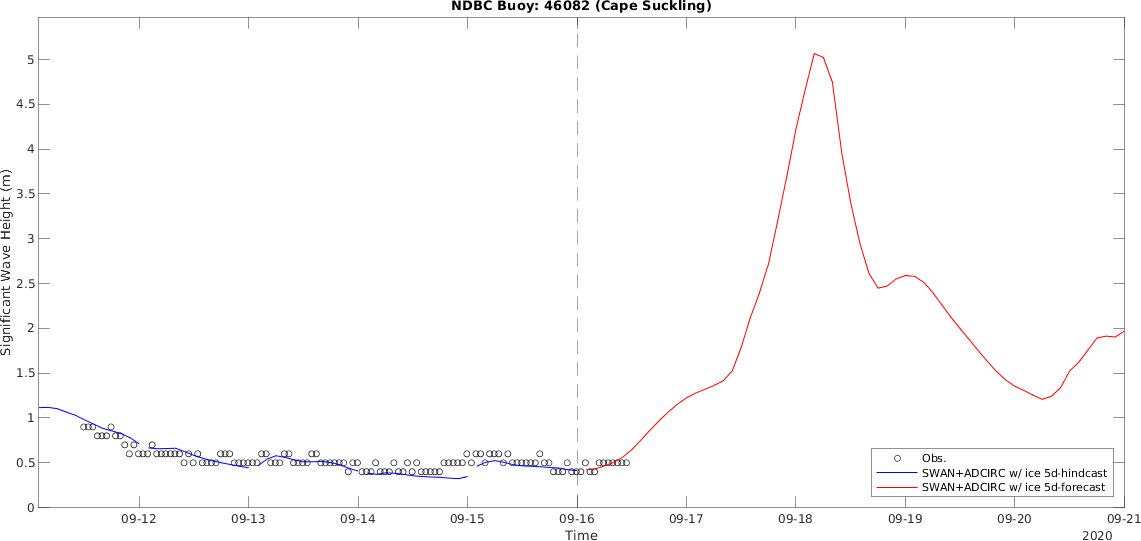 NDBC Buoy: 46082 (Cape Suckling)
Significant Wave Height (m)
5
4.5
4
3.5
3
2.5
2
1.5
1
0.5
0
Obs.
SWAN+ADCIRC w/ ice 5d-hindcast
SWAN+ADCIRC w/ ice 5d-forecast
09-12 09-13 09-14 09-15 09-16 09-17 09-18 09-19 09-20 09-21
Time
2020